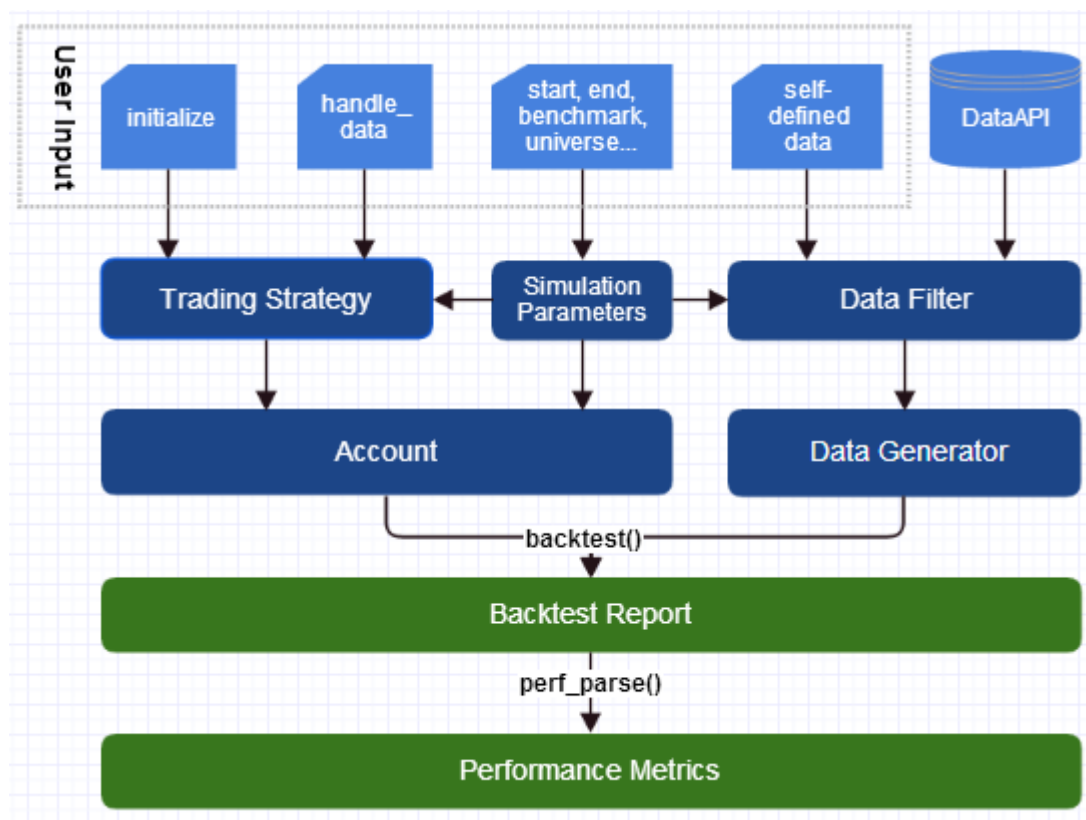 User Input
initialize
handle_
data
start, end,
benchmark,
universe...
self-
defined
data
DataAPI
Trading Strategy
Simulation
Parameters
Data Filter
Account
Data Generator
backtest()
Backtest Report
perf_parse()
Performance Metrics